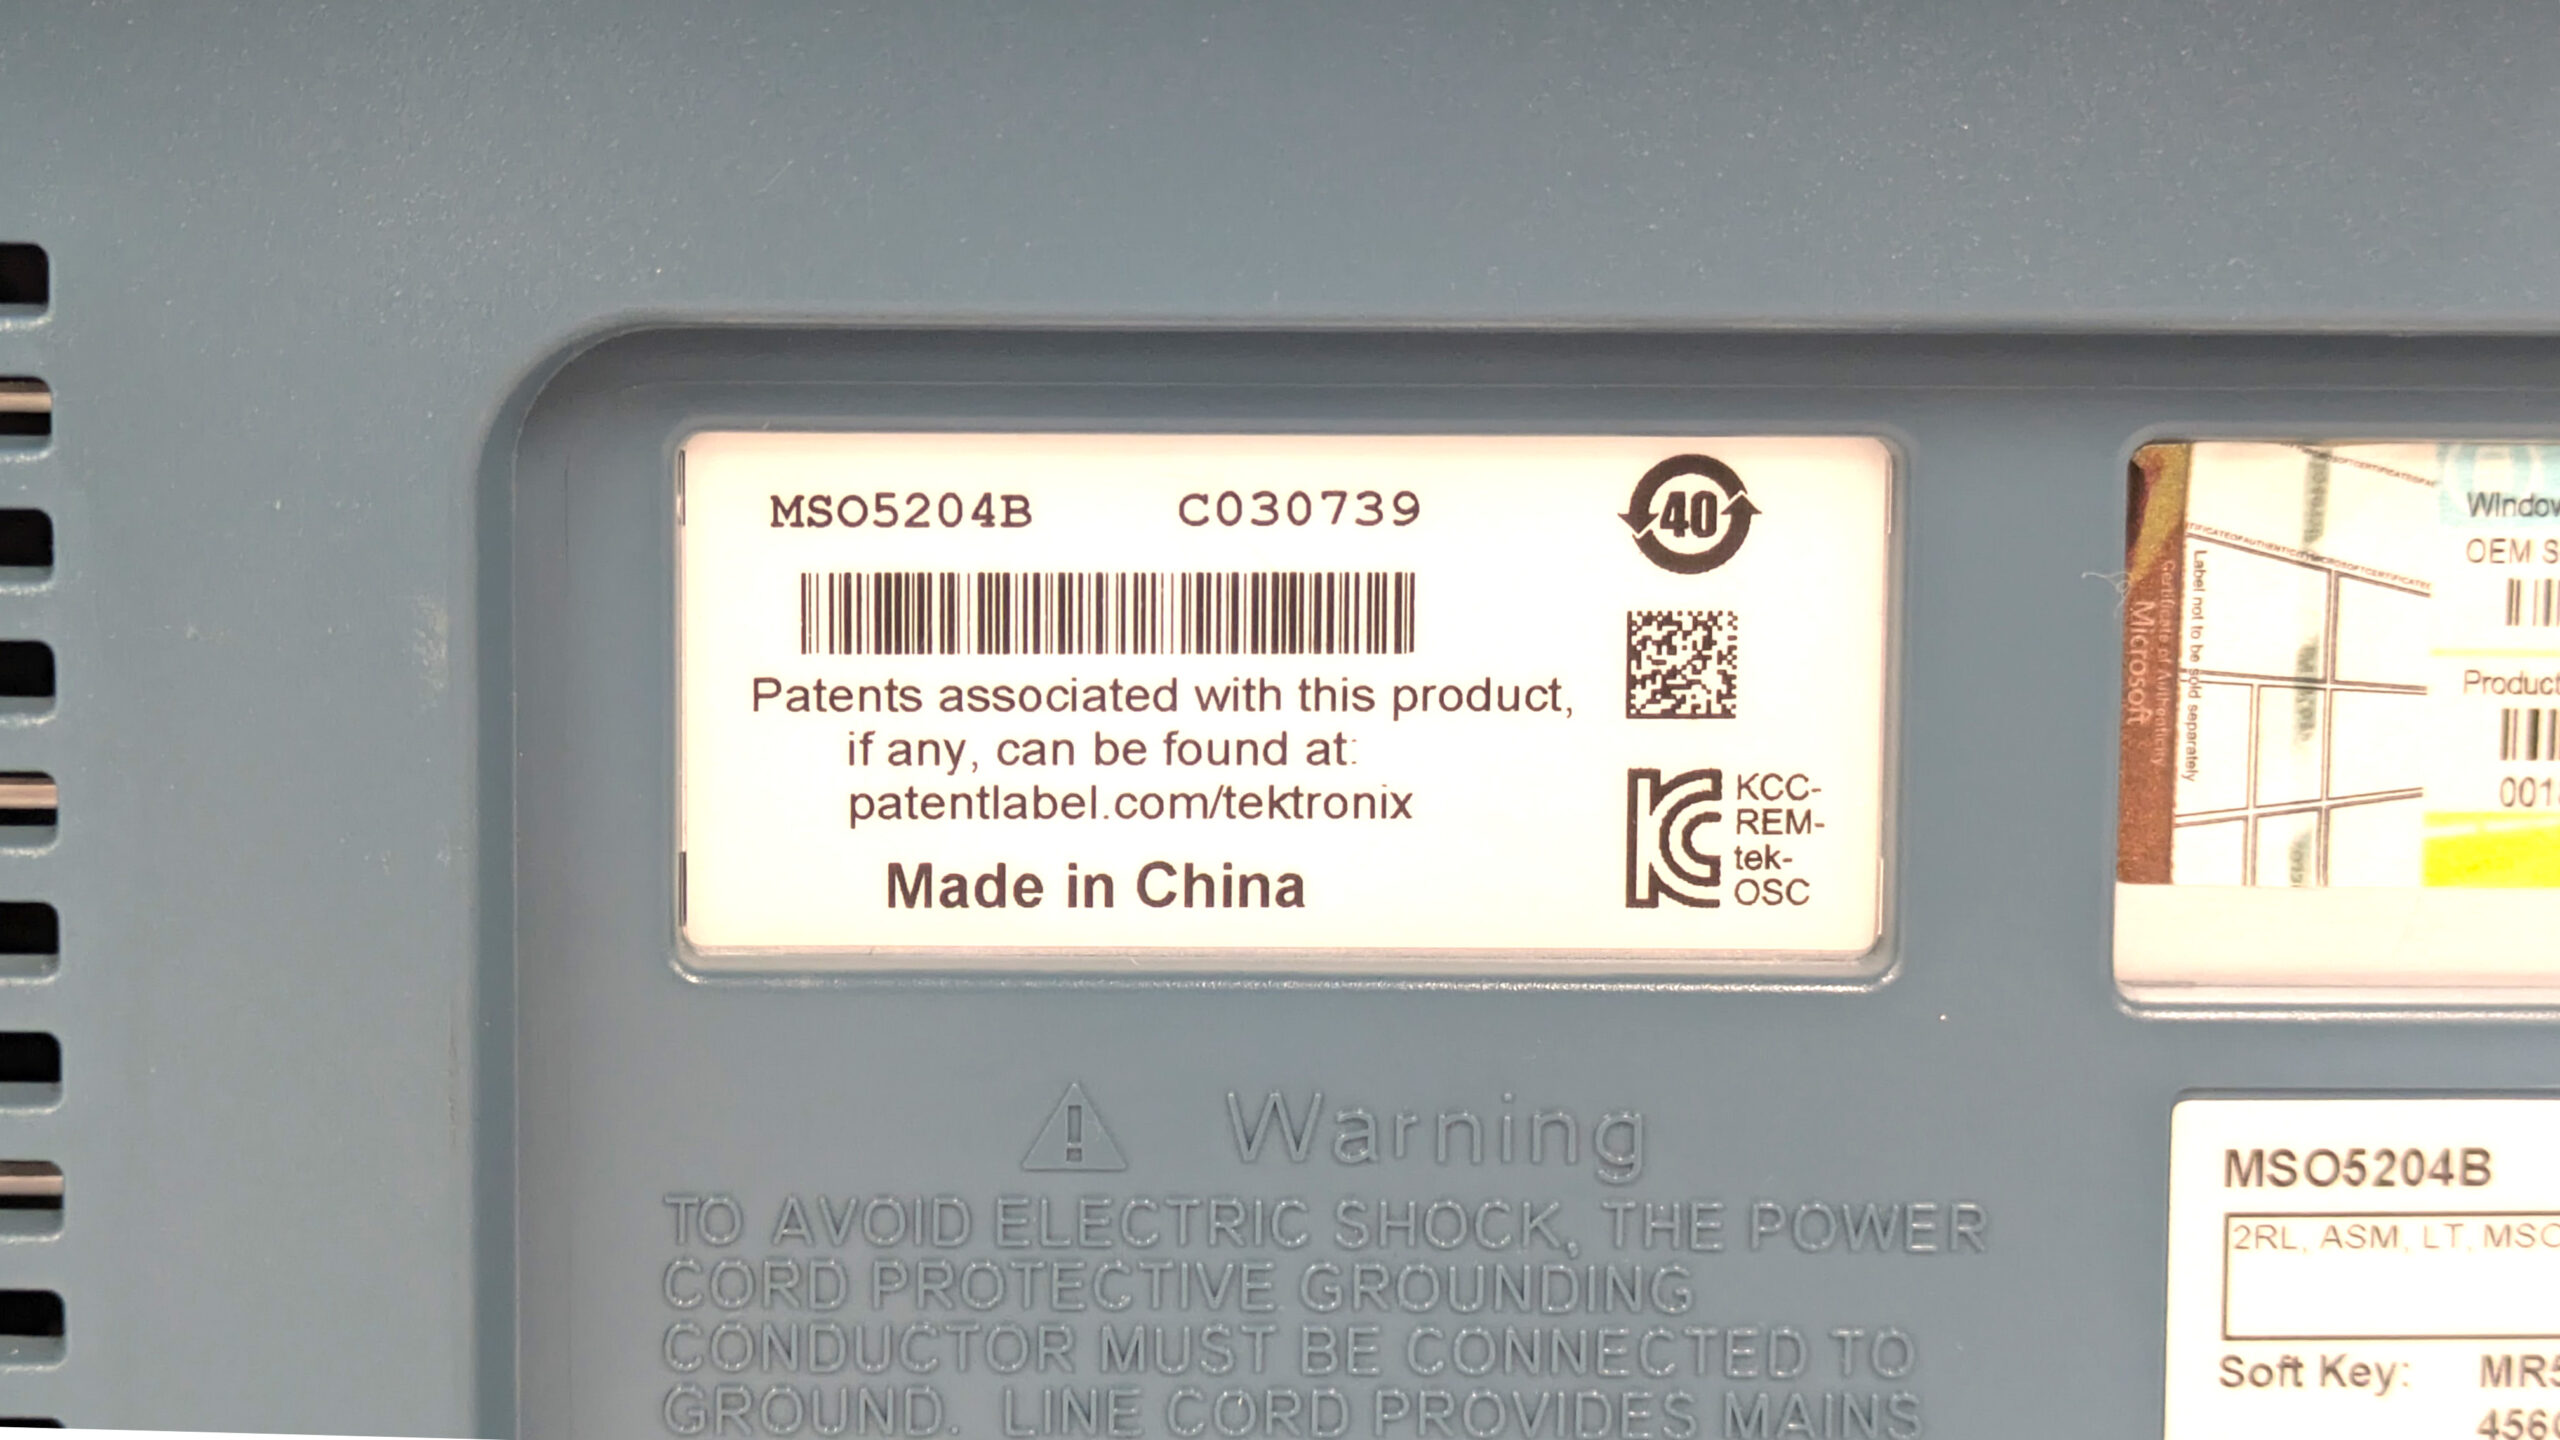 MSO5204B C030739
40
Patents associated with this product,
if any, can be found at:
patentlabel.com/tektronix
Made in China
KCC-
REM-
tek-
OSC
Warning
TO AVOID ELECTRIC SHOCK, THE POWER
CORD PROTECTIVE GROUNDING
CONDUCTOR MUST BE CONNECTED TO
GROUND. LINE CORD PROVIDES MAINS
Microsoft
Certificate of Authenticity
Label not to be sold separately
OEM S
Product
001
MSO5204B
2RL, ASM, LT, MSO
Soft Key: MR5
456